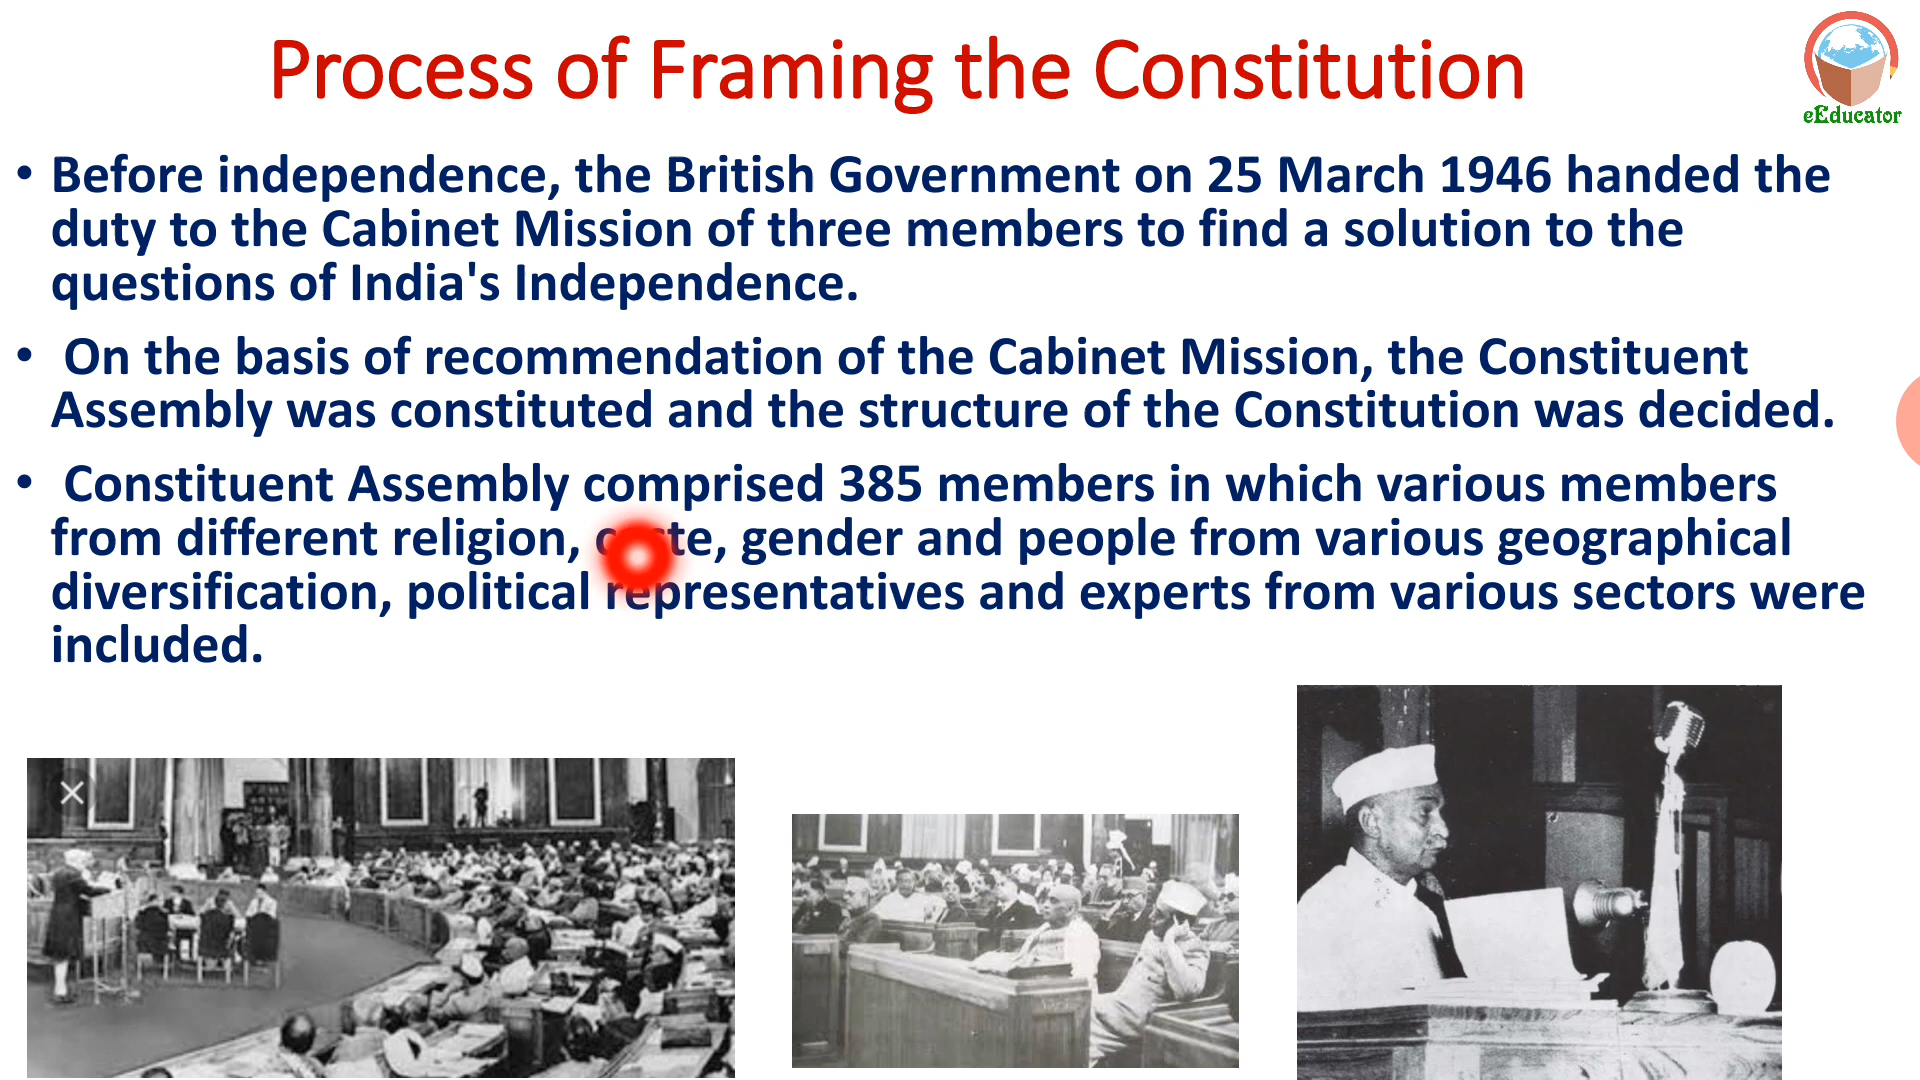 Process of Framing the Constitution
eEducator
• Before independence, the British Government on 25 March 1946 handed the
duty to the Cabinet Mission of three members to find a solution to the
questions of India's Independence.
• On the basis of recommendation of the Cabinet Mission, the Constituent
Assembly was constituted and the structure of the Constitution was decided.
• Constituent Assembly comprised 385 members in which various members
from different religion, caste, gender and people from various geographical
diversification, political representatives and experts from various sectors were
included.